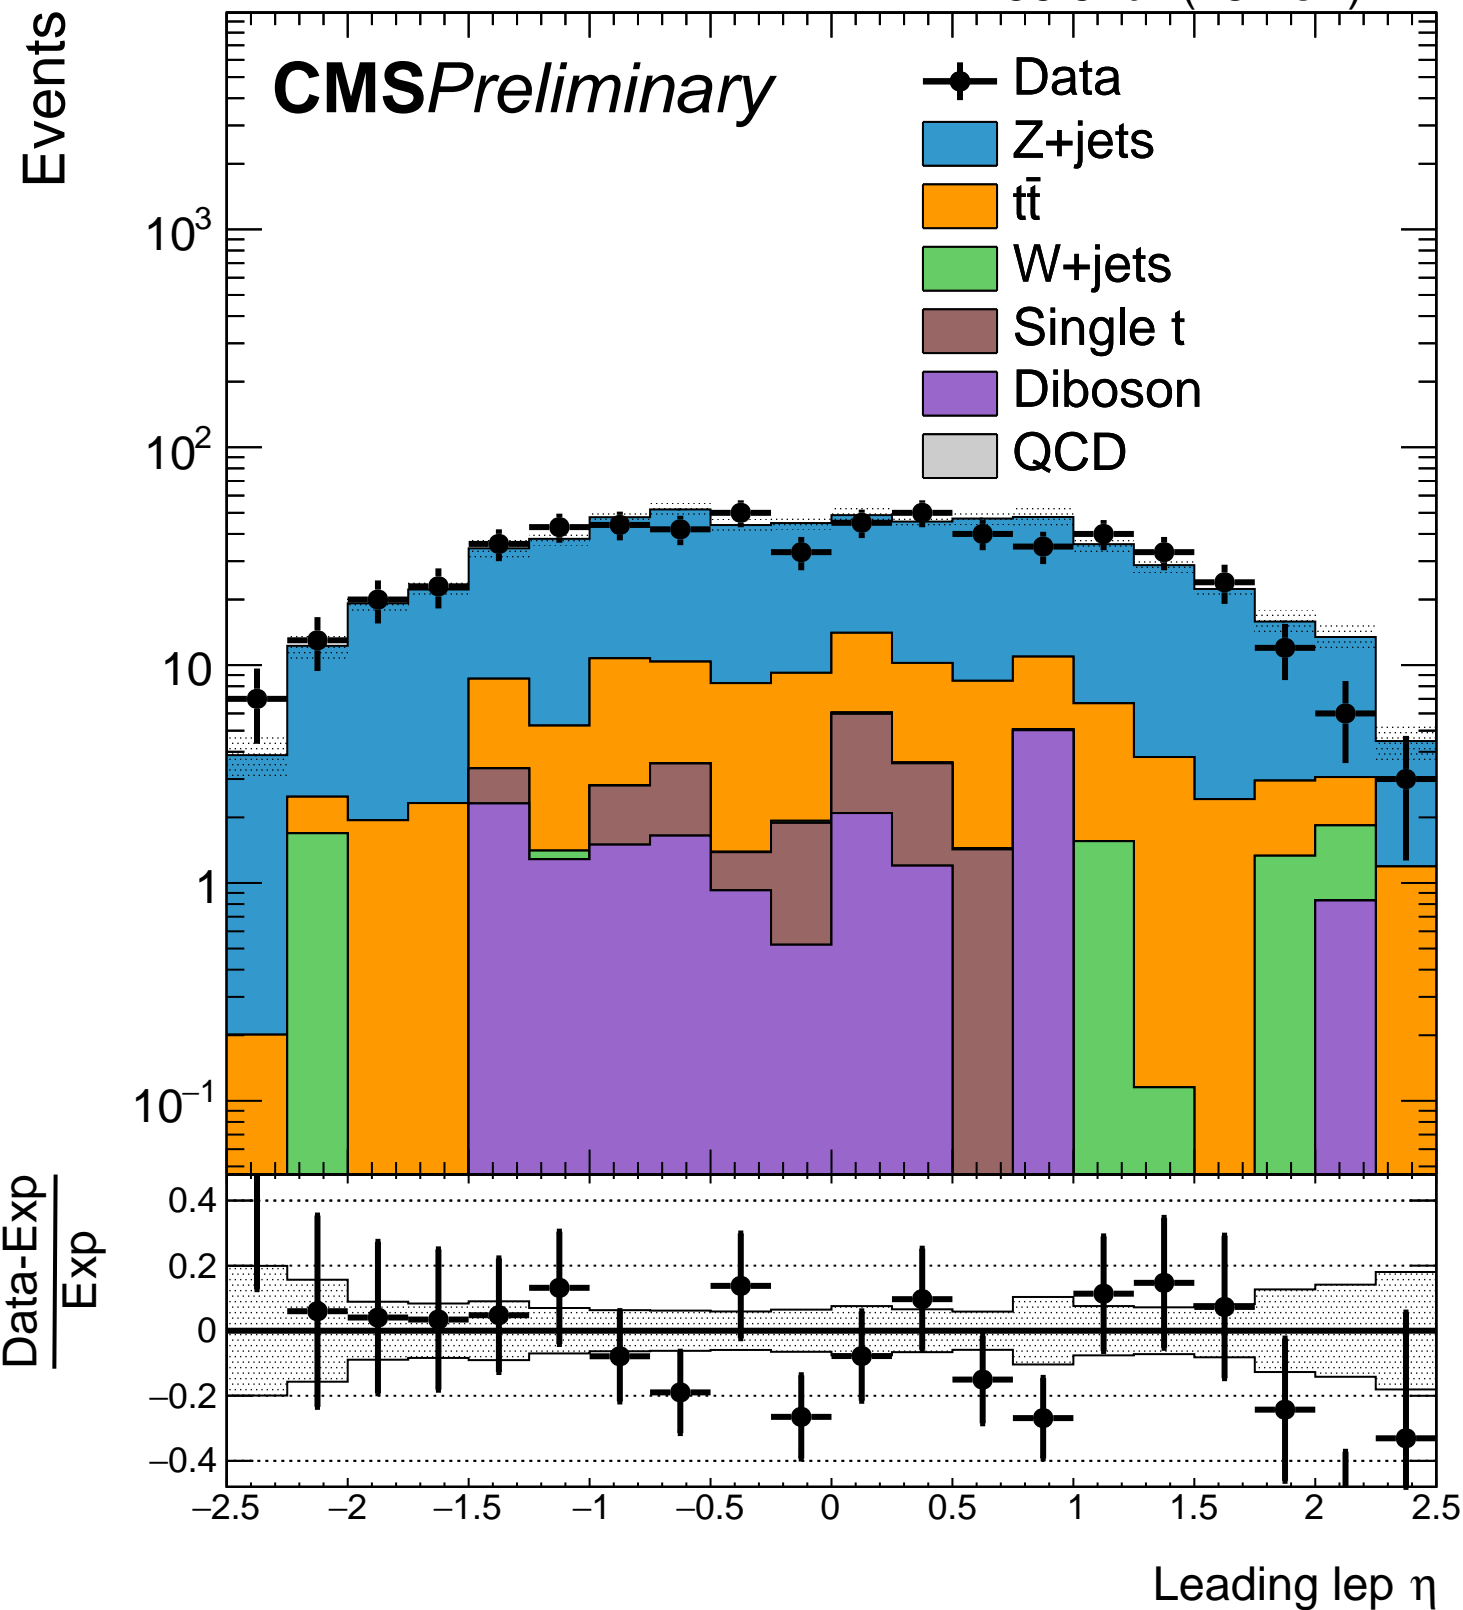 Events
CMS Preliminary
Data
Z+jets
tt̄
W+jets
Single t
Diboson
QCD
10³
10²
10
1
10⁻¹
Data-Exp
Exp
0.4
0.2
0
−0.2
−0.4
−2.5 −2 −1.5 −1 −0.5 0 0.5 1 1.5 2 2.5
Leading lep η